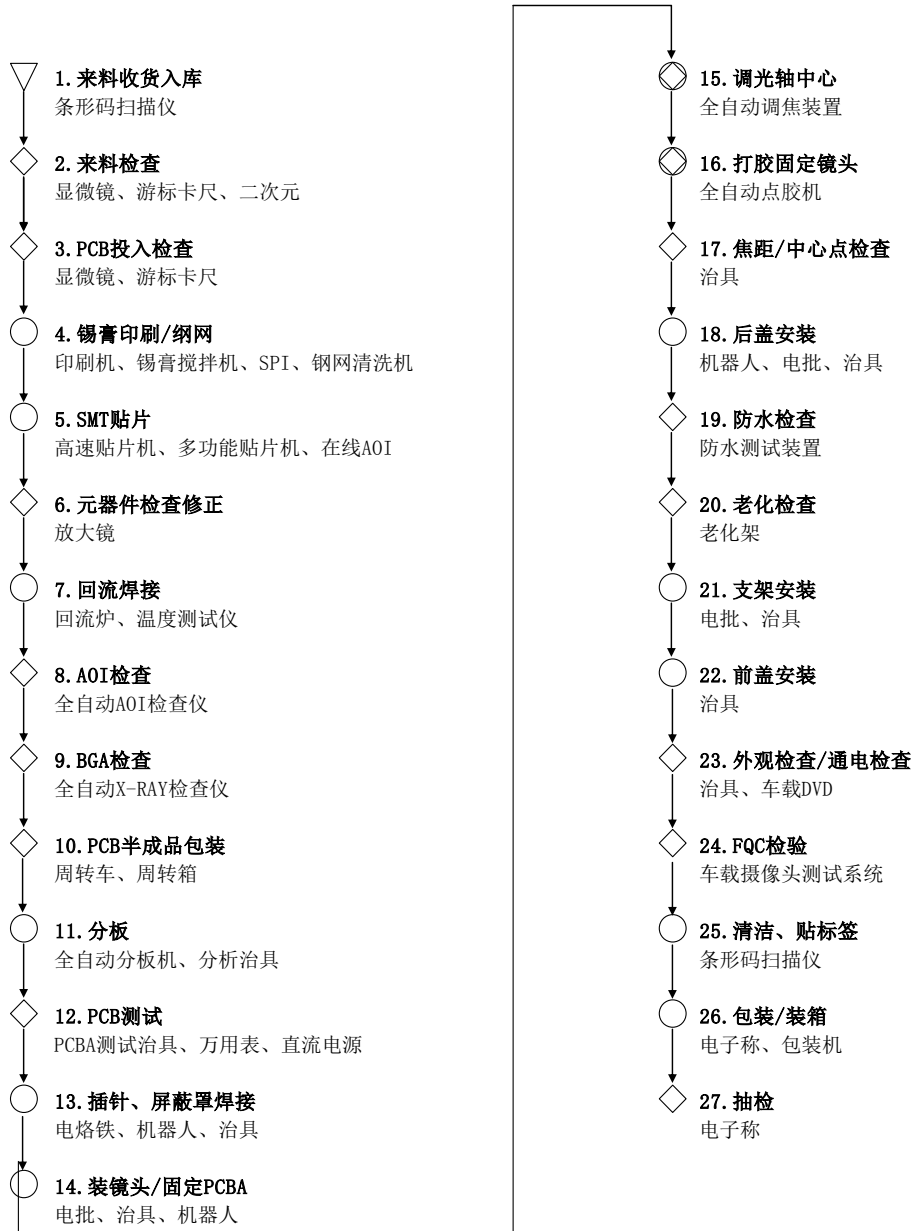 1.来料收货入库
条形码扫描仪
2.来料检查
显微镜、游标卡尺、二次元
3.PCB投入检查
显微镜、游标卡尺
4.锡膏印刷/纲网
印刷机、锡膏搅拌机、SPI、钢网清洗机
5.SMT贴片
高速贴片机、多功能贴片机、在线AOI
6.元器件检查修正
放大镜
7.回流焊接
回流炉、温度测试仪
8.AOI检查
全自动AOI检查仪
9.BGA检查
全自动X-RAY检查仪
10.PCB半成品包装
周转车、周转箱
11.分板
全自动分板机、分析治具
12.PCB测试
PCBA测试治具、万用表、直流电源
13.插针、屏蔽罩焊接
电烙铁、机器人、治具
14.装镜头/固定PCBA
电批、治具、机器人
15.调光轴中心
全自动调焦装置
16.打胶固定镜头
全自动点胶机
17.焦距/中心点检查
治具
18.后盖安装
机器人、电批、治具
19.防水检查
防水测试装置
20.老化检查
老化架
21.支架安装
电批、治具
22.前盖安装
治具
23.外观检查/通电检查
治具、车载DVD
24.FQC检验
车载摄像头测试系统
25.清洁、贴标签
条形码扫描仪
26.包装/装箱
电子称、包装机
27.抽检
电子称